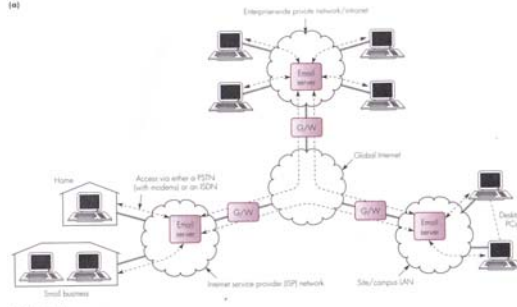 (a)
Enterprisewide private network/intranet
Email
server
G/W
Global Internet
Access via either a PSTN
(with modems) or an ISDN
Home
G/W
G/W
Email
server
Email
server
Desktop
PCs
Small business
Internet service provider (ISP) network
Site/campus LAN